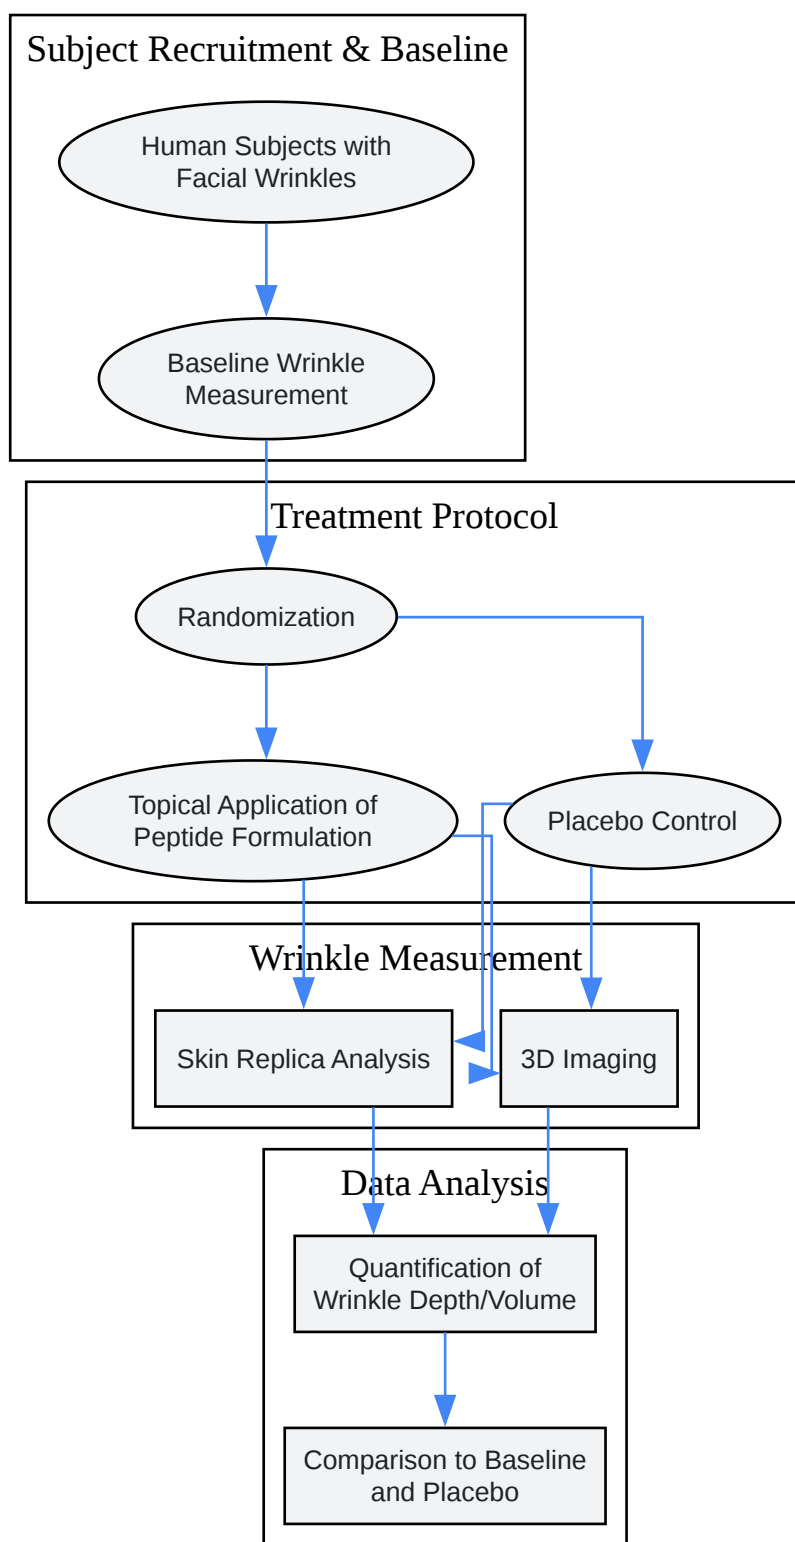 Subject Recruitment & Baseline
Human Subjects with
Facial Wrinkles
Baseline Wrinkle
Measurement
Treatment Protocol
Randomization
Topical Application of
Peptide Formulation
Placebo Control
Wrinkle Measurement
Skin Replica Analysis
3D Imaging
Data Analysis
Quantification of
Wrinkle Depth/Volume
Comparison to Baseline
and Placebo